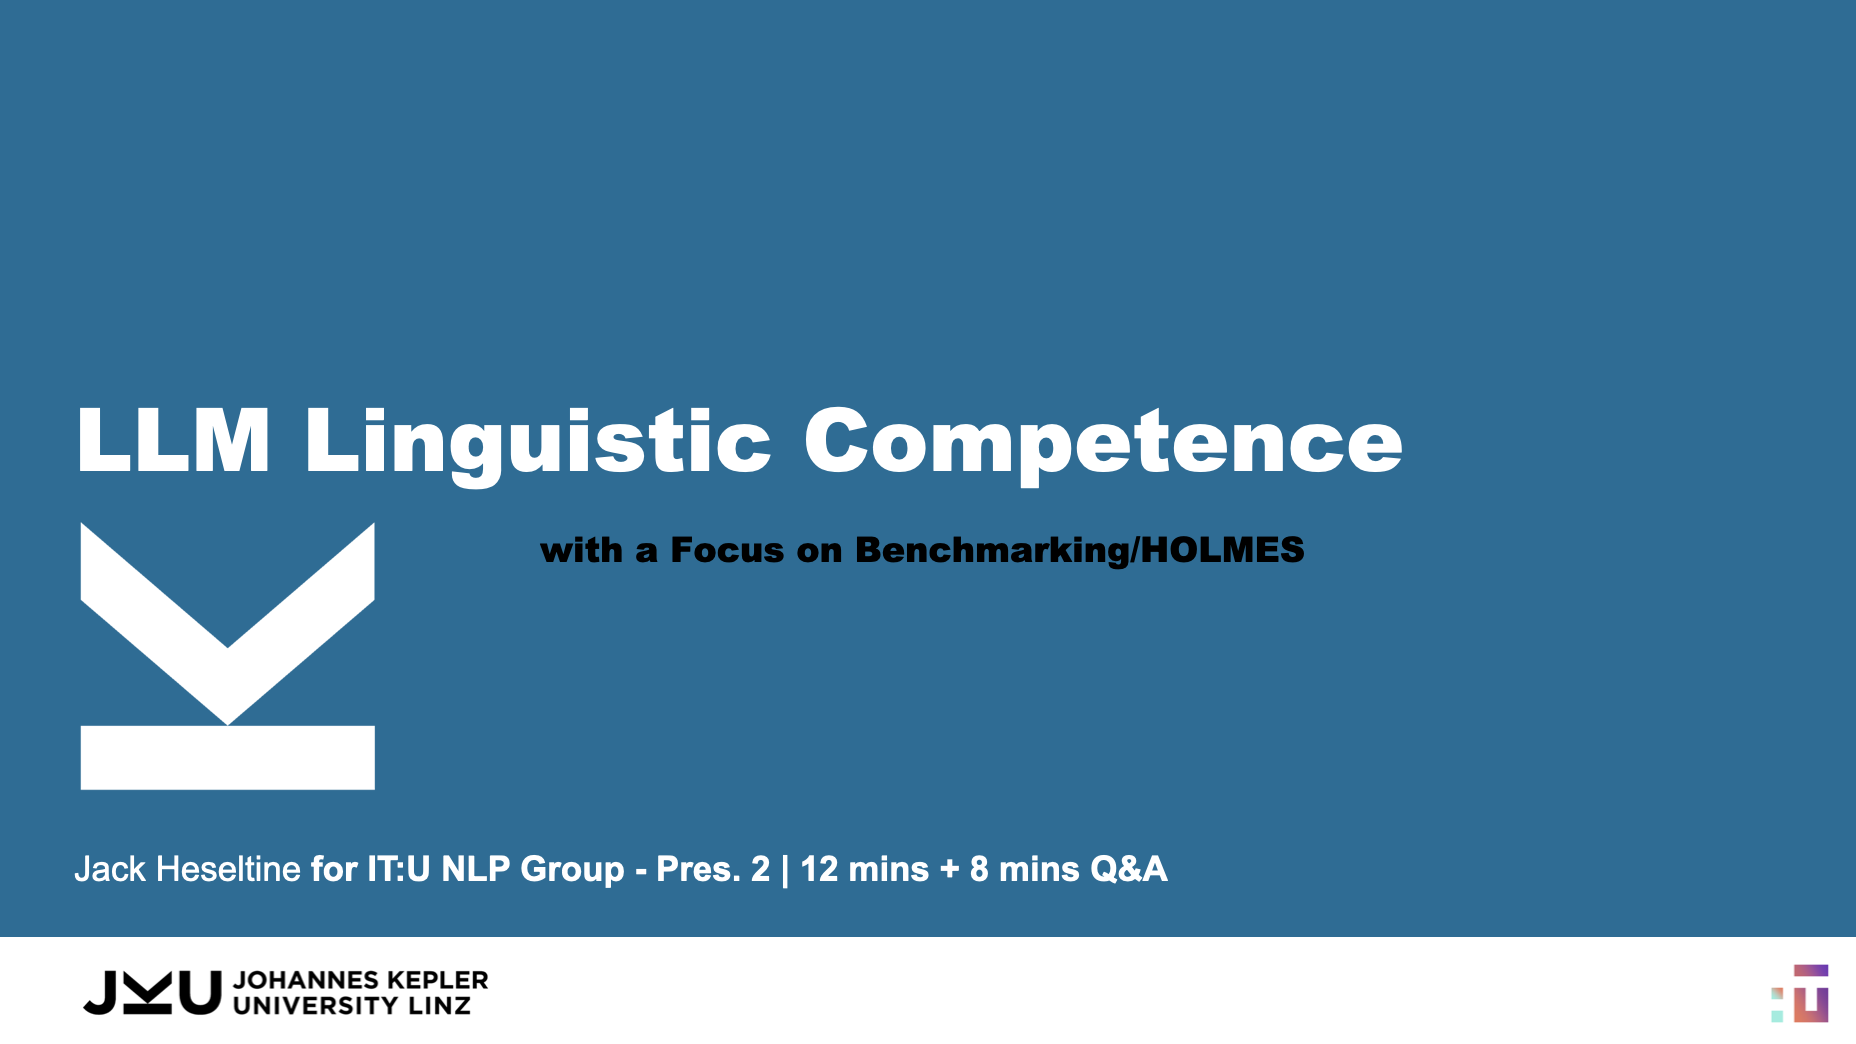 LLM Linguistic Competence
with a Focus on Benchmarking/HOLMES
Jack Heseltine for IT:U NLP Group - Pres. 2 | 12 mins + 8 mins Q&A
JKU JOHANNES KEPLER
UNIVERSITY LINZ
:U